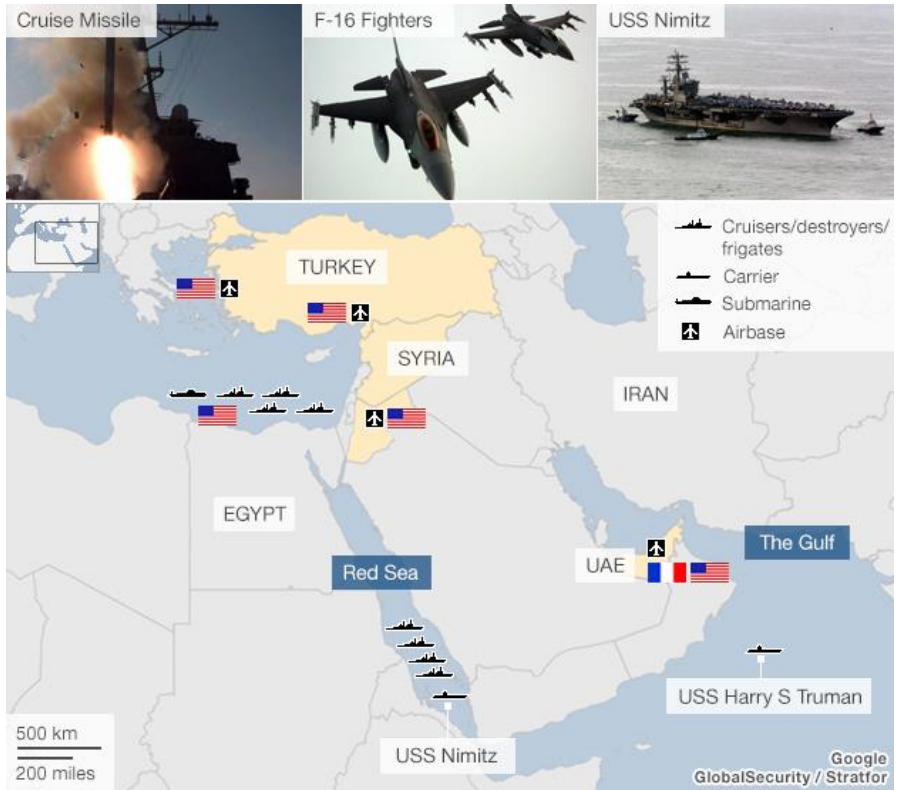 Cruise Missile
F-16 Fighters
USS Nimitz
Cruisers/destroyers/
frigates
Carrier
Submarine
Airbase
TURKEY
SYRIA
IRAN
EGYPT
Red Sea
UAE
The Gulf
USS Harry S Truman
USS Nimitz
500 km
200 miles
Google
GlobalSecurity / Stratfor